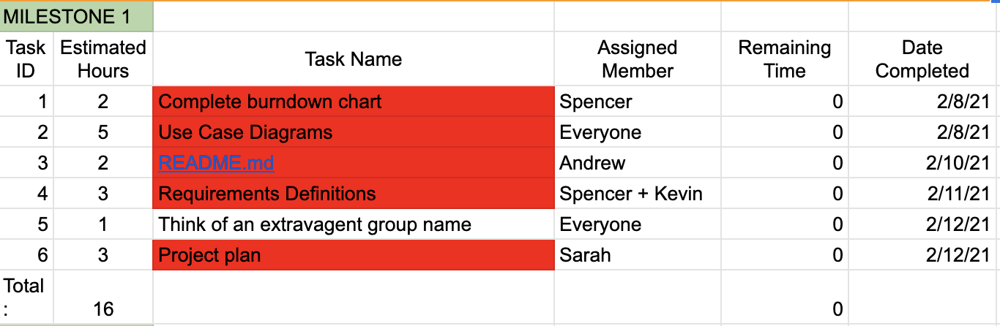 MILESTONE 1
Task ID Estimated Hours Task Name Assigned Member Remaining Time Date Completed
1 2 Complete burndown chart Spencer 0 2/8/21
2 5 Use Case Diagrams Everyone 0 2/8/21
3 2 README.md Andrew 0 2/10/21
4 3 Requirements Definitions Spencer + Kevin 0 2/11/21
5 1 Think of an extravagent group name Everyone 0 2/12/21
6 3 Project plan Sarah 0 2/12/21
Total : 16 0